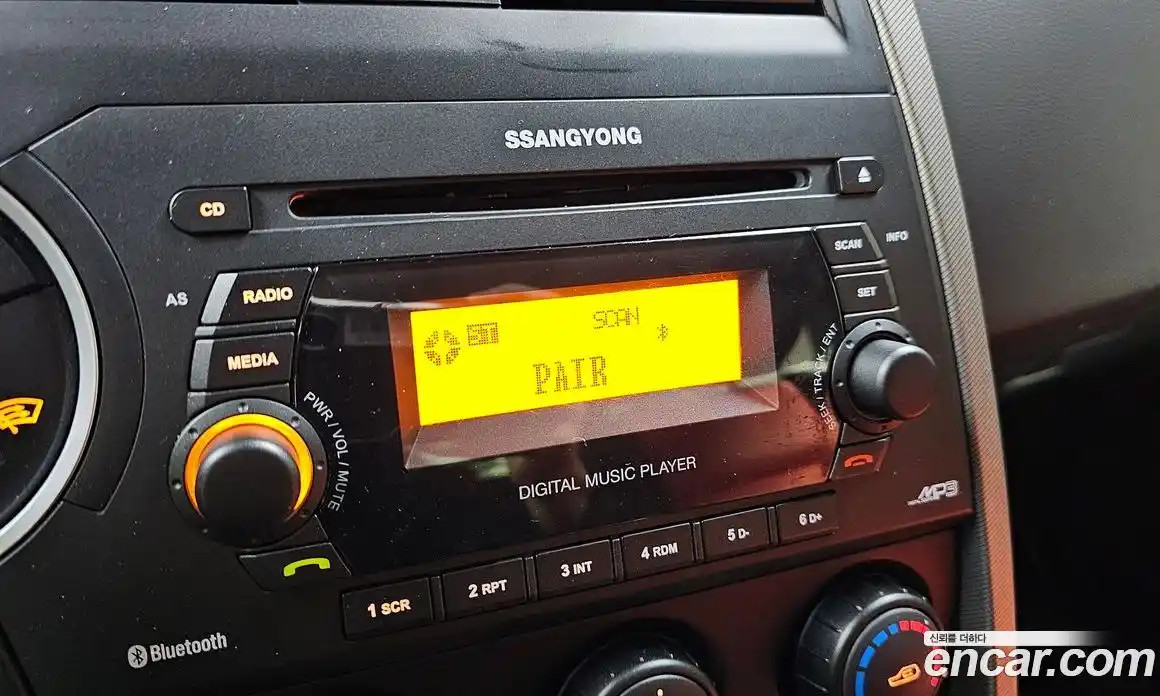 SSANGYONG
CD
SCAN
INFO
AS
RADIO
SET
SCAN
MEDIA
PAIR
PWR / VOL / MUTE
SEEK / TRACK / ENT
DIGITAL MUSIC PLAYER
MP3
1 SCR
2 RPT
3 INT
4 RDM
5 D-
6 D+
Bluetooth
신뢰를 더하다
encar.com